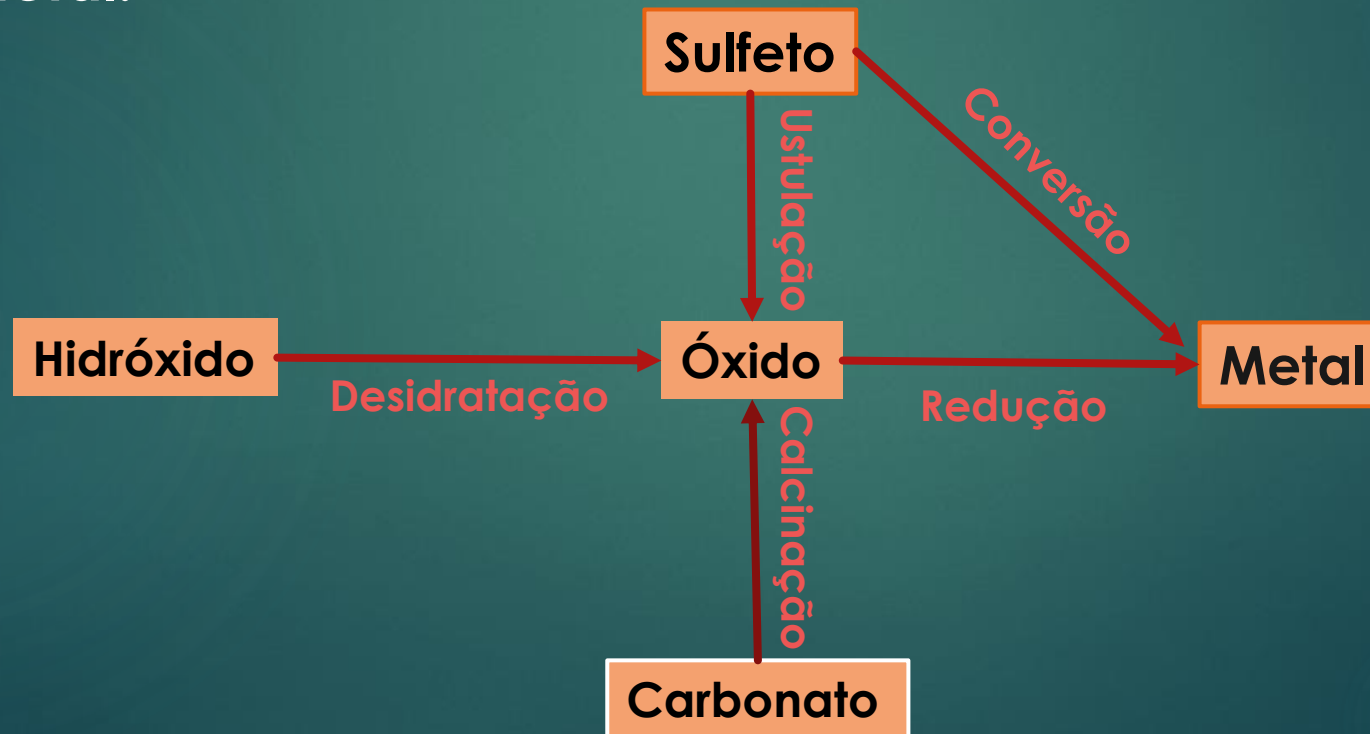 Sulfeto
Ustulação
Conversão
Hidróxido
Desidratação
Óxido
Redução
Metal
Calcinação
Carbonato